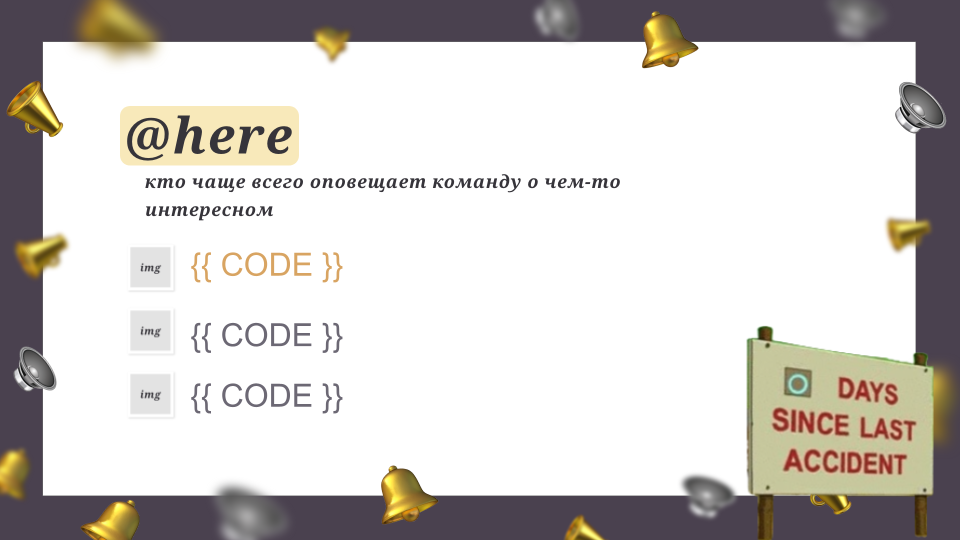 @here
кто чаще всего оповещает команду о чем-то
интересном
img
{{ CODE }}
img
{{ CODE }}
img
{{ CODE }}
DAYS
SINCE LAST
ACCIDENT